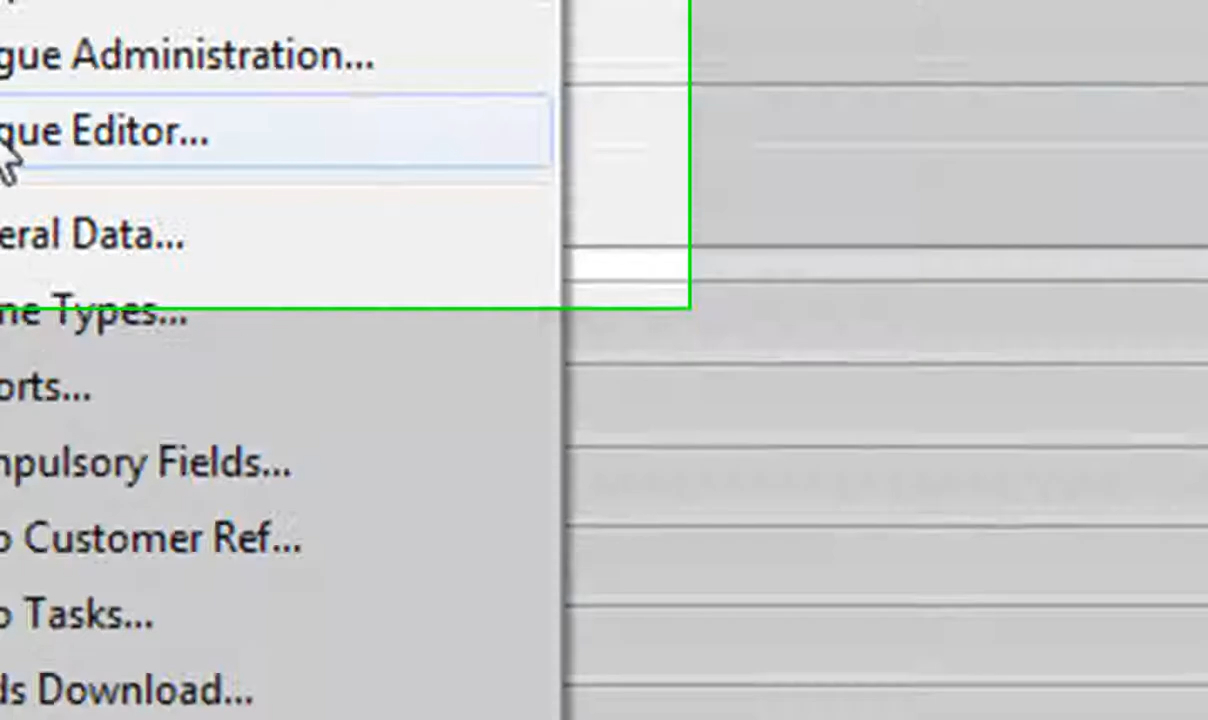 gue Administration...
gue Editor...
eral Data...
ne Types...
orts...
npulsory Fields...
o Customer Ref...
o Tasks...
ds Download...